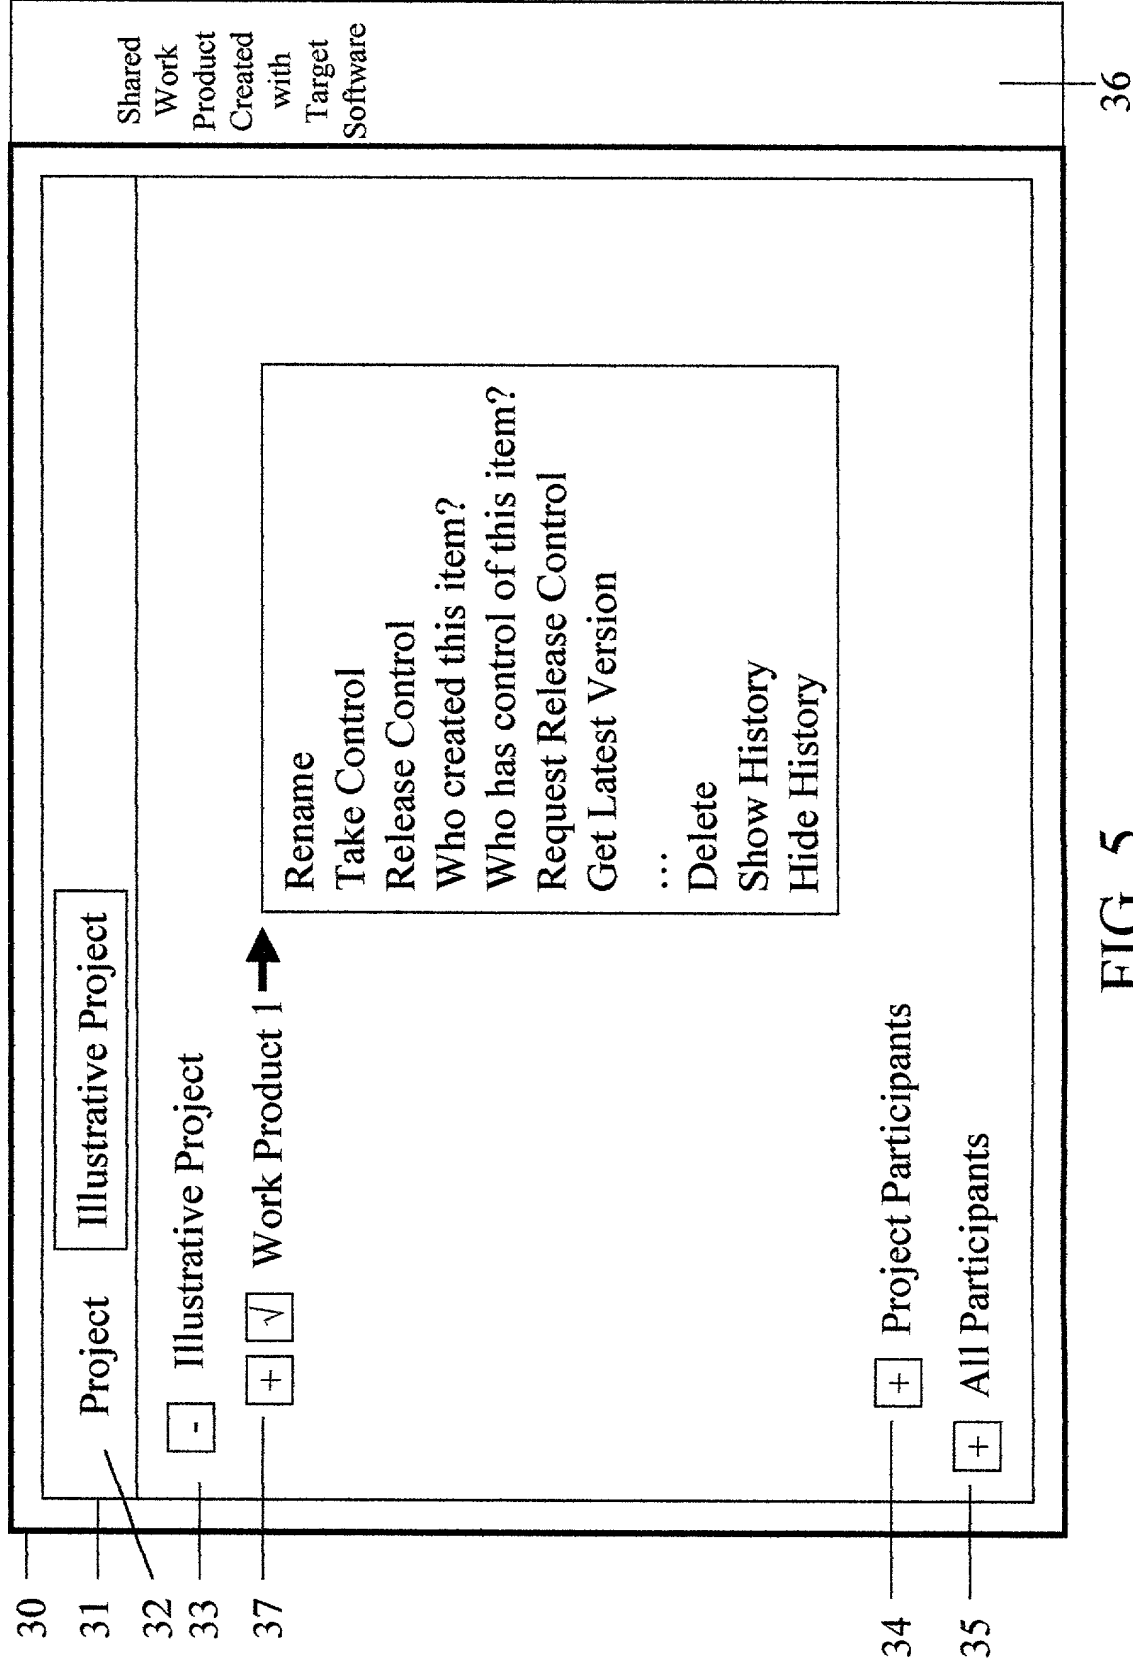 30
31
32
33
37
34
35
Project
Illustrative Project
- Illustrative Project
+ √ Work Product 1
Rename
Take Control
Release Control
Who created this item?
Who has control of this item?
Request Release Control
Get Latest Version
...
Delete
Show History
Hide History
+ Project Participants
+ All Participants
Shared
Work
Product
Created
with
Target
Software
36
FIG. 5